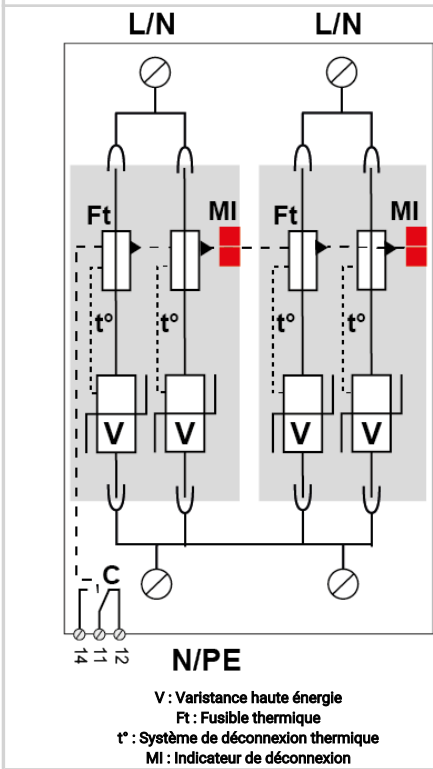 L/N L/N
Ft MI Ft MI
t° t° t° t°
V V V V
C
14 11 12
N/PE
V : Varistance haute énergie
Ft : Fusible thermique
t° : Système de déconnexion thermique
MI : Indicateur de déconnexion